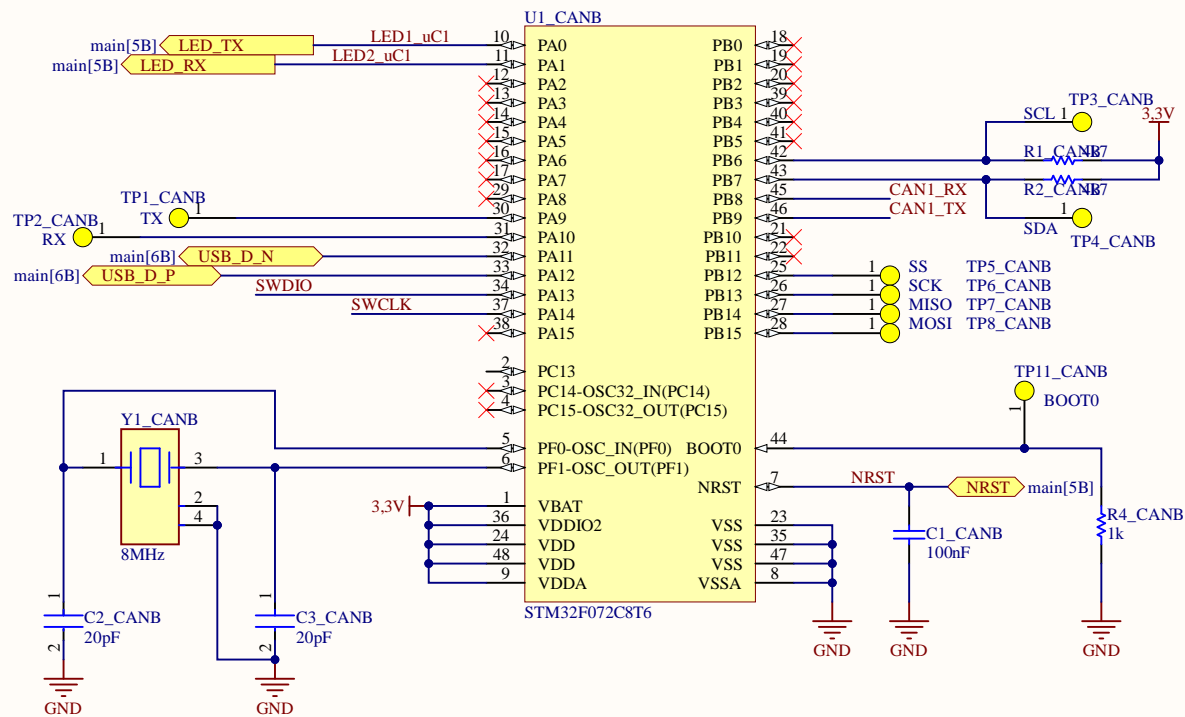 U1_CANB
main[5B] LED_TX LED1_uC1 10 PA0 PB0 18
main[5B] LED_RX LED2_uC1 11 PA1 PB1 19
12 PA2 PB2 20
13 PA3 PB3 39
14 PA4 PB4 40
15 PA5 PB5 41
16 PA6 PB6 42
17 PA7 PB7 43
29 PA8 PB8 45 CAN1_RX
30 PA9 PB9 46 CAN1_TX
31 PA10 PB10 21
32 PA11 PB11 22
33 PA12 PB12 25
34 PA13 PB13 26
37 PA14 PB14 27
38 PA15 PB15 28
TP3_CANB
SCL 1
3,3V
R1_CANB 4k7
R2_CANB 4k7
SDA 1
TP4_CANB
TP1_CANB
TX 1
TP2_CANB
RX 1
main[6B] USB_D_N
main[6B] USB_D_P
SWDIO
SWCLK
1 SS TP5_CANB
1 SCK TP6_CANB
1 MISO TP7_CANB
1 MOSI TP8_CANB
2 PC13
3 PC14-OSC32_IN(PC14)
4 PC15-OSC32_OUT(PC15)
TP11_CANB
1 BOOT0
5 PF0-OSC_IN(PF0) BOOT0 44
6 PF1-OSC_OUT(PF1)
NRST 7 NRST NRST main[5B]
Y1_CANB
1 3
2
4
8MHz
3,3V 1 VBAT
36 VDDIO2 VSS 23
24 VDD VSS 35
48 VDD VSS 47
9 VDDA VSSA 8
STM32F072C8T6
C1_CANB
100nF
R4_CANB
1k
1 C2_CANB
20pF
2
1 C3_CANB
20pF
2
GND
GND
GND
GND
GND